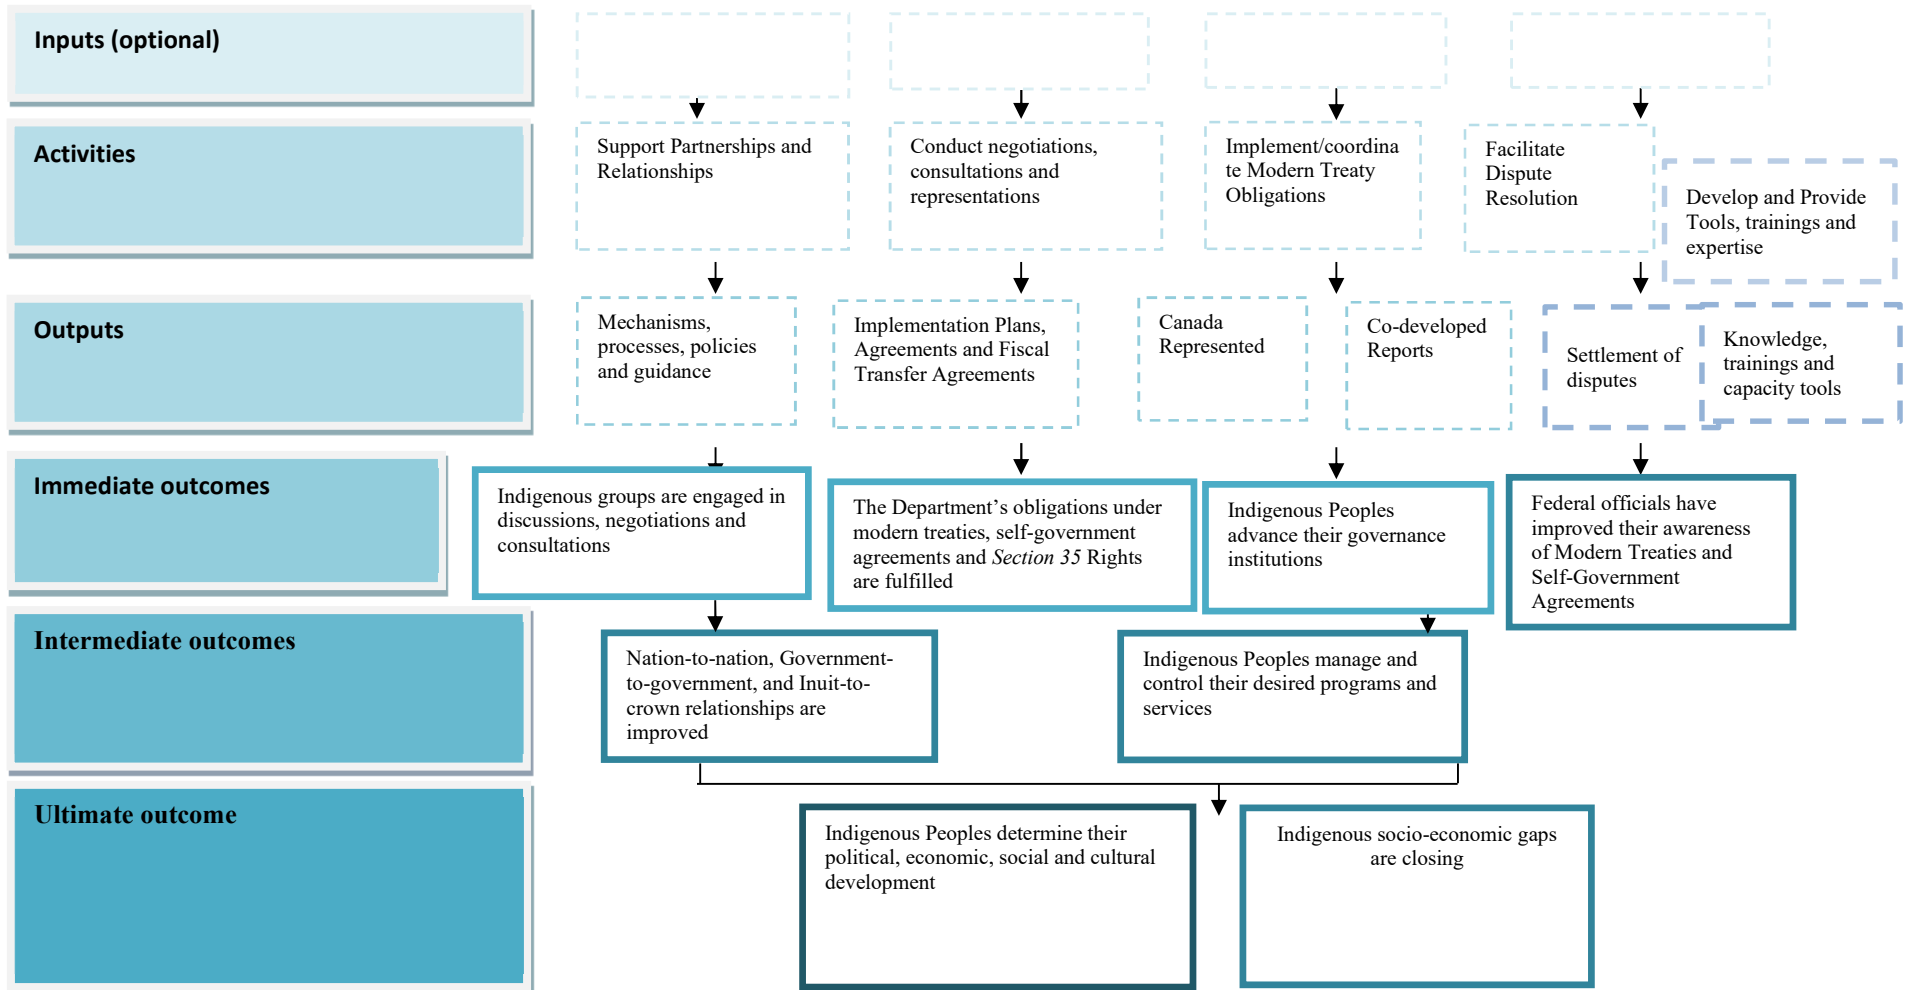 Inputs (optional)
Activities
Support Partnerships and
Relationships
Conduct negotiations,
consultations and
representations
Implement/coordina
te Modern Treaty
Obligations
Facilitate
Dispute
Resolution
Develop and Provide
Tools, trainings and
expertise
Outputs
Mechanisms,
processes, policies
and guidance
Implementation Plans,
Agreements and Fiscal
Transfer Agreements
Canada
Represented
Co-developed
Reports
Settlement of
disputes
Knowledge,
trainings and
capacity tools
Immediate outcomes
Indigenous groups are engaged in
discussions, negotiations and
consultations
The Department’s obligations under
modern treaties, self-government
agreements and Section 35 Rights
are fulfilled
Indigenous Peoples
advance their governance
institutions
Federal officials have
improved their awareness
of Modern Treaties and
Self-Government
Agreements
Intermediate outcomes
Nation-to-nation, Government-
to-government, and Inuit-to-
crown relationships are
improved
Indigenous Peoples manage and
control their desired programs and
services
Ultimate outcome
Indigenous Peoples determine their
political, economic, social and cultural
development
Indigenous socio-economic gaps
are closing